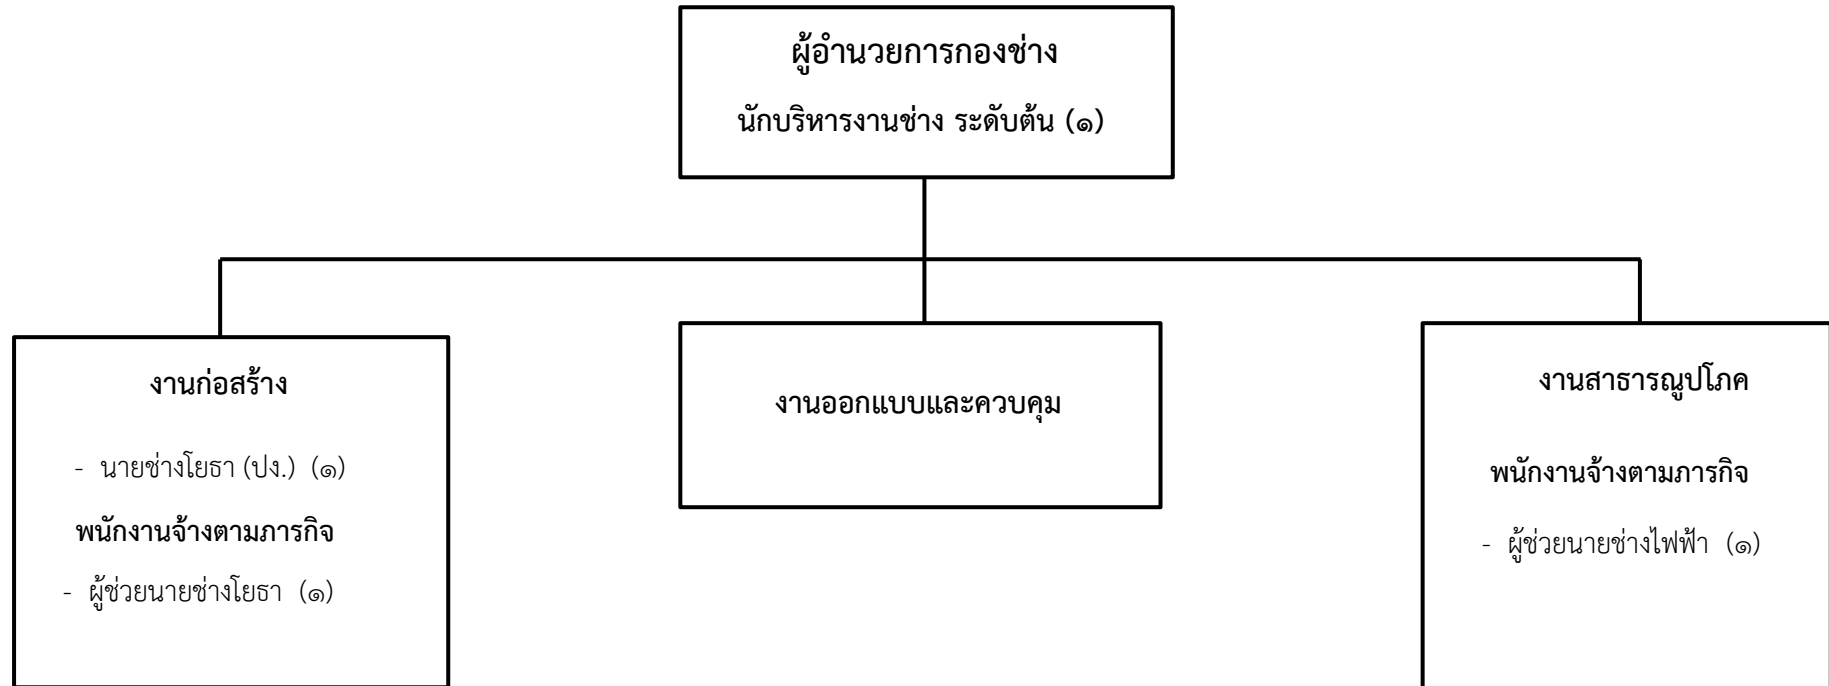 ผู้อำนวยการกองช่าง
นักบริหารงานช่าง ระดับต้น (๑)
งานก่อสร้าง
- นายช่างโยธา (ปง.) (๑)
พนักงานจ้างตามภารกิจ
- ผู้ช่วยนายช่างโยธา (๑)
งานออกแบบและควบคุม
งานสาธารณูปโภค
พนักงานจ้างตามภารกิจ
- ผู้ช่วยนายช่างไฟฟ้า (๑)